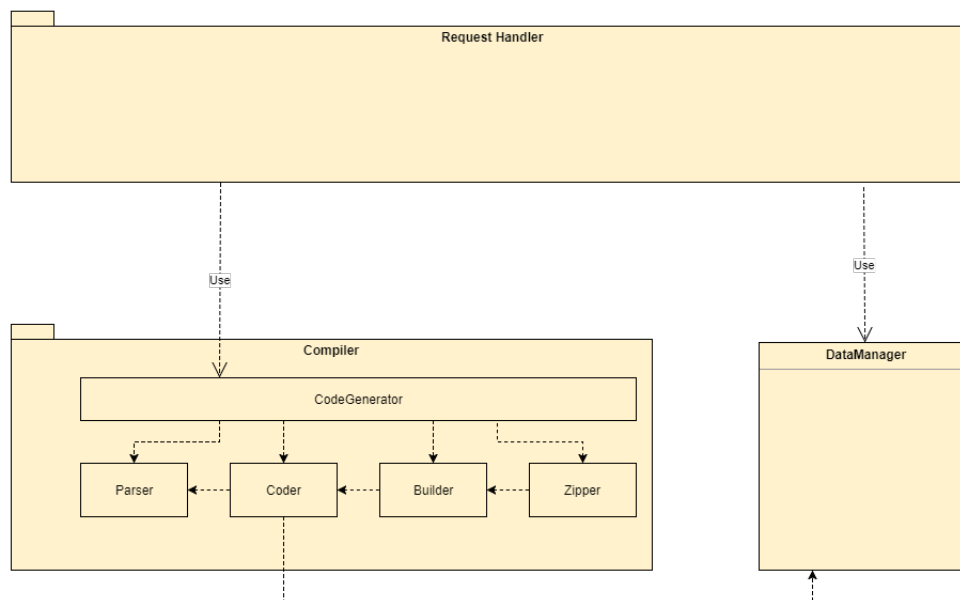 Request Handler
Use
Use
Compiler
DataManager
CodeGenerator
Parser
Coder
Builder
Zipper